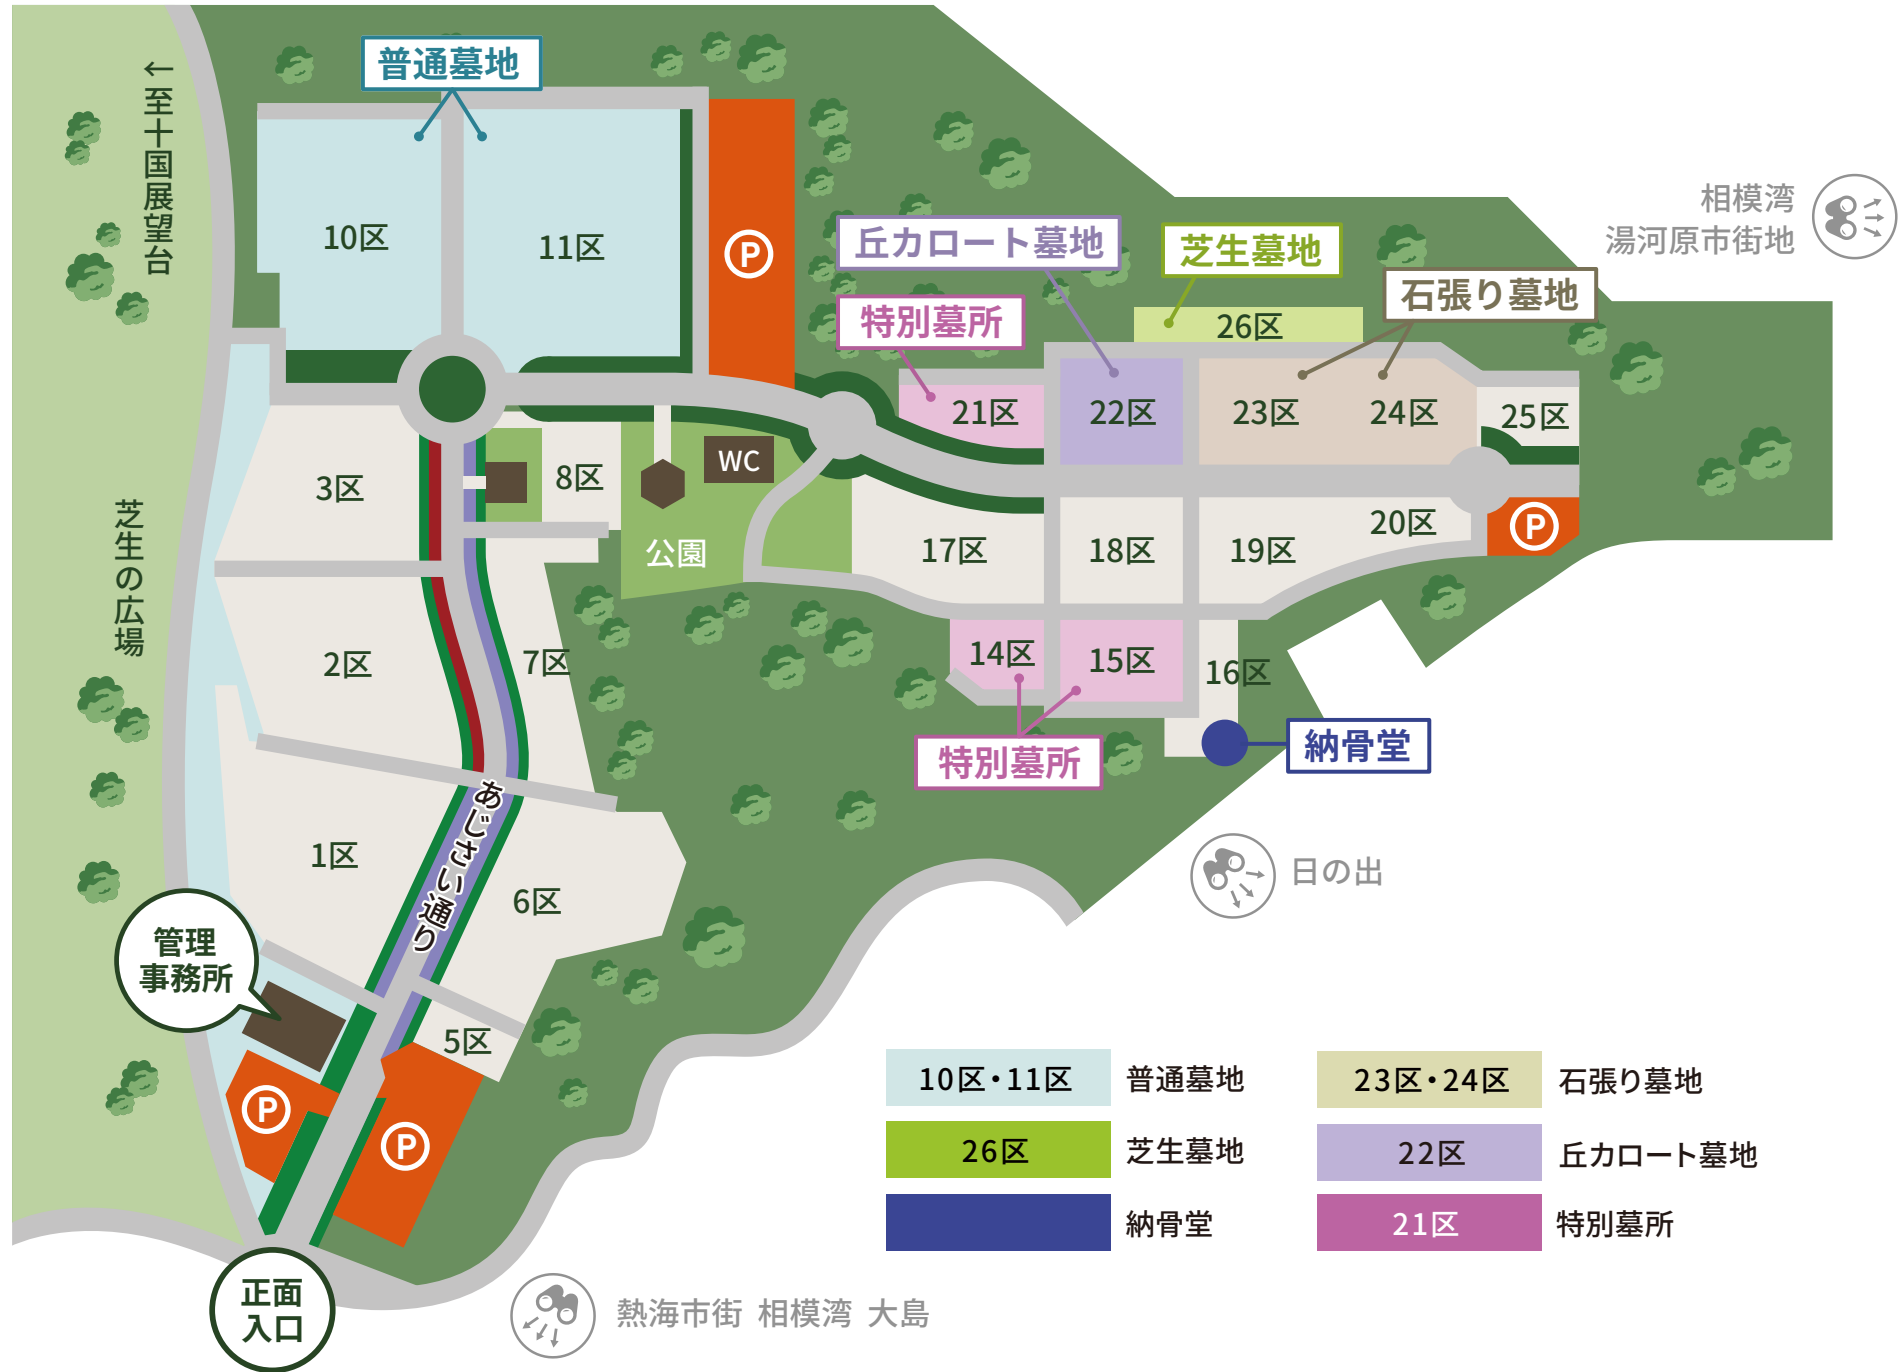 普通墓地
←至十国展望台
10区
11区
P
相模湾
湯河原市街地
丘カロート墓地
芝生墓地
石張り墓地
特別墓所
26区
21区
22区
23区
24区
25区
3区
8区
WC
公園
17区
18区
19区
20区
P
芝生の広場
2区
7区
14区
15区
16区
特別墓所
納骨堂
あじさい通り
1区
6区
日の出
管理
事務所
5区
P
P
正面
入口
熱海市街 相模湾 大島
10区・11区 普通墓地
23区・24区 石張り墓地
26区 芝生墓地
22区 丘カロート墓地
納骨堂
21区 特別墓所